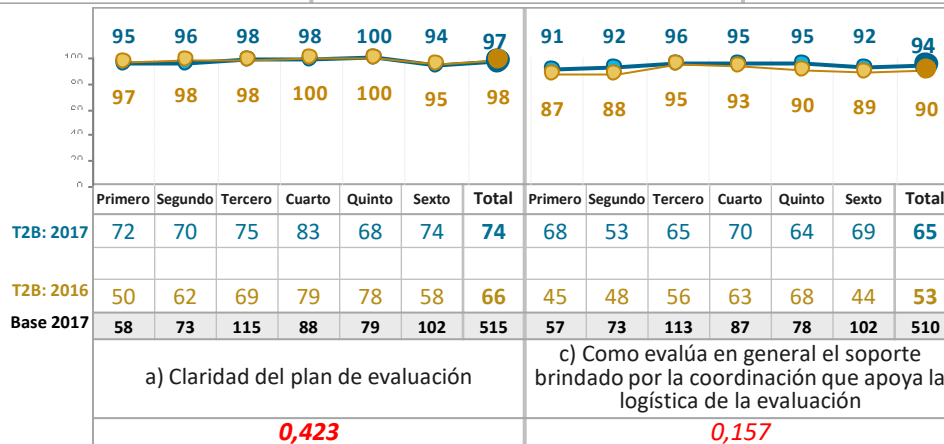 95 96 98 98 100 94 97 91 92 96 95 95 92 94
100
97 98 98 100 100 95 98 87 88 95 93 90 89 90
80
60
40
20
0
Primero Segundo Tercero Cuarto Quinto Sexto Total Primero Segundo Tercero Cuarto Quinto Sexto Total
T2B: 2017 72 70 75 83 68 74 74 68 53 65 70 64 69 65
T2B: 2016 50 62 69 79 78 58 66 45 48 56 63 68 44 53
Base 2017 58 73 115 88 79 102 515 57 73 113 87 78 102 510
a) Claridad del plan de evaluación
c) Como evalúa en general el soporte
brindado por la coordinación que apoya la
logística de la evaluación
0,423 0,157